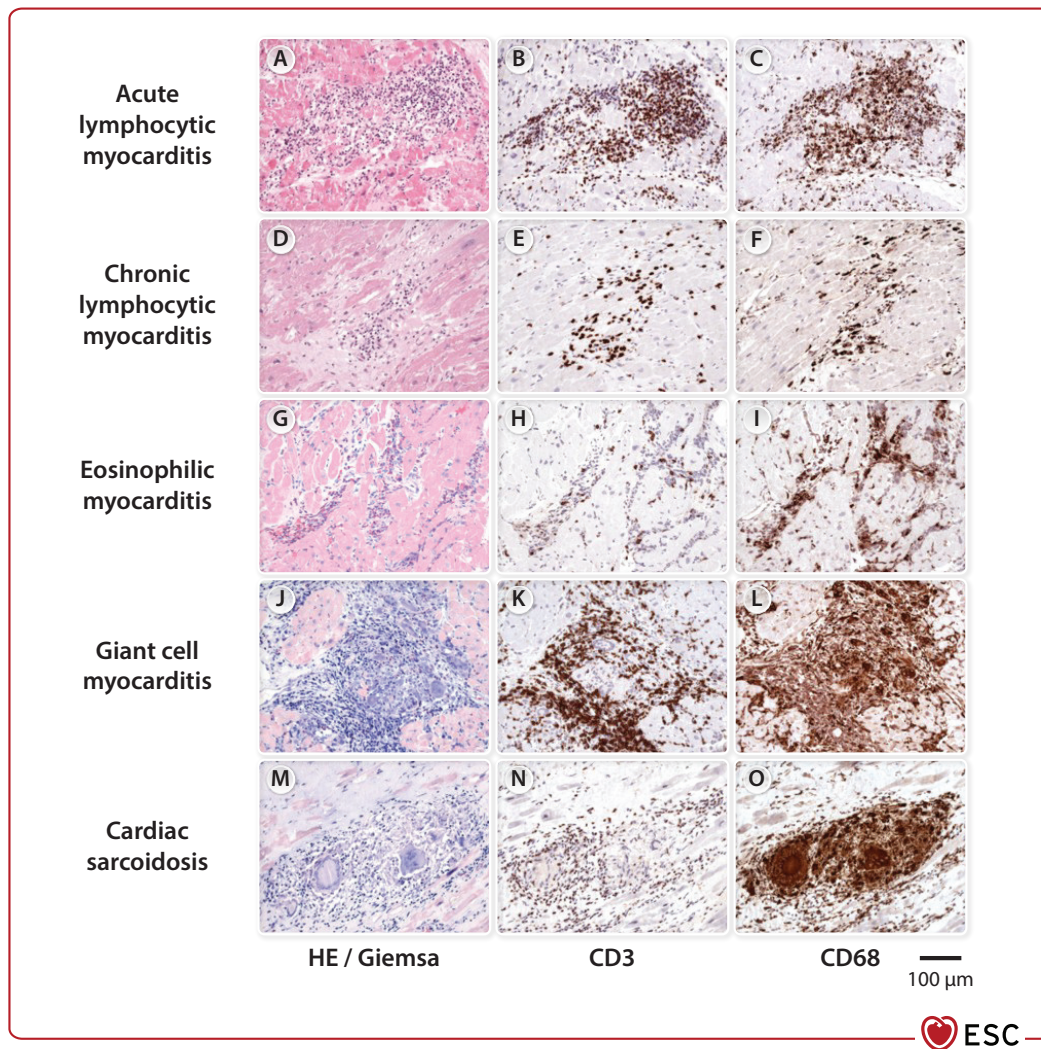 Acute
lymphocytic
myocarditis
A
B
C
Chronic
lymphocytic
myocarditis
D
E
F
Eosinophilic
myocarditis
G
H
I
Giant cell
myocarditis
J
K
L
Cardiac
sarcoidosis
M
N
O
HE / Giemsa
CD3
CD68
100 µm
ESC